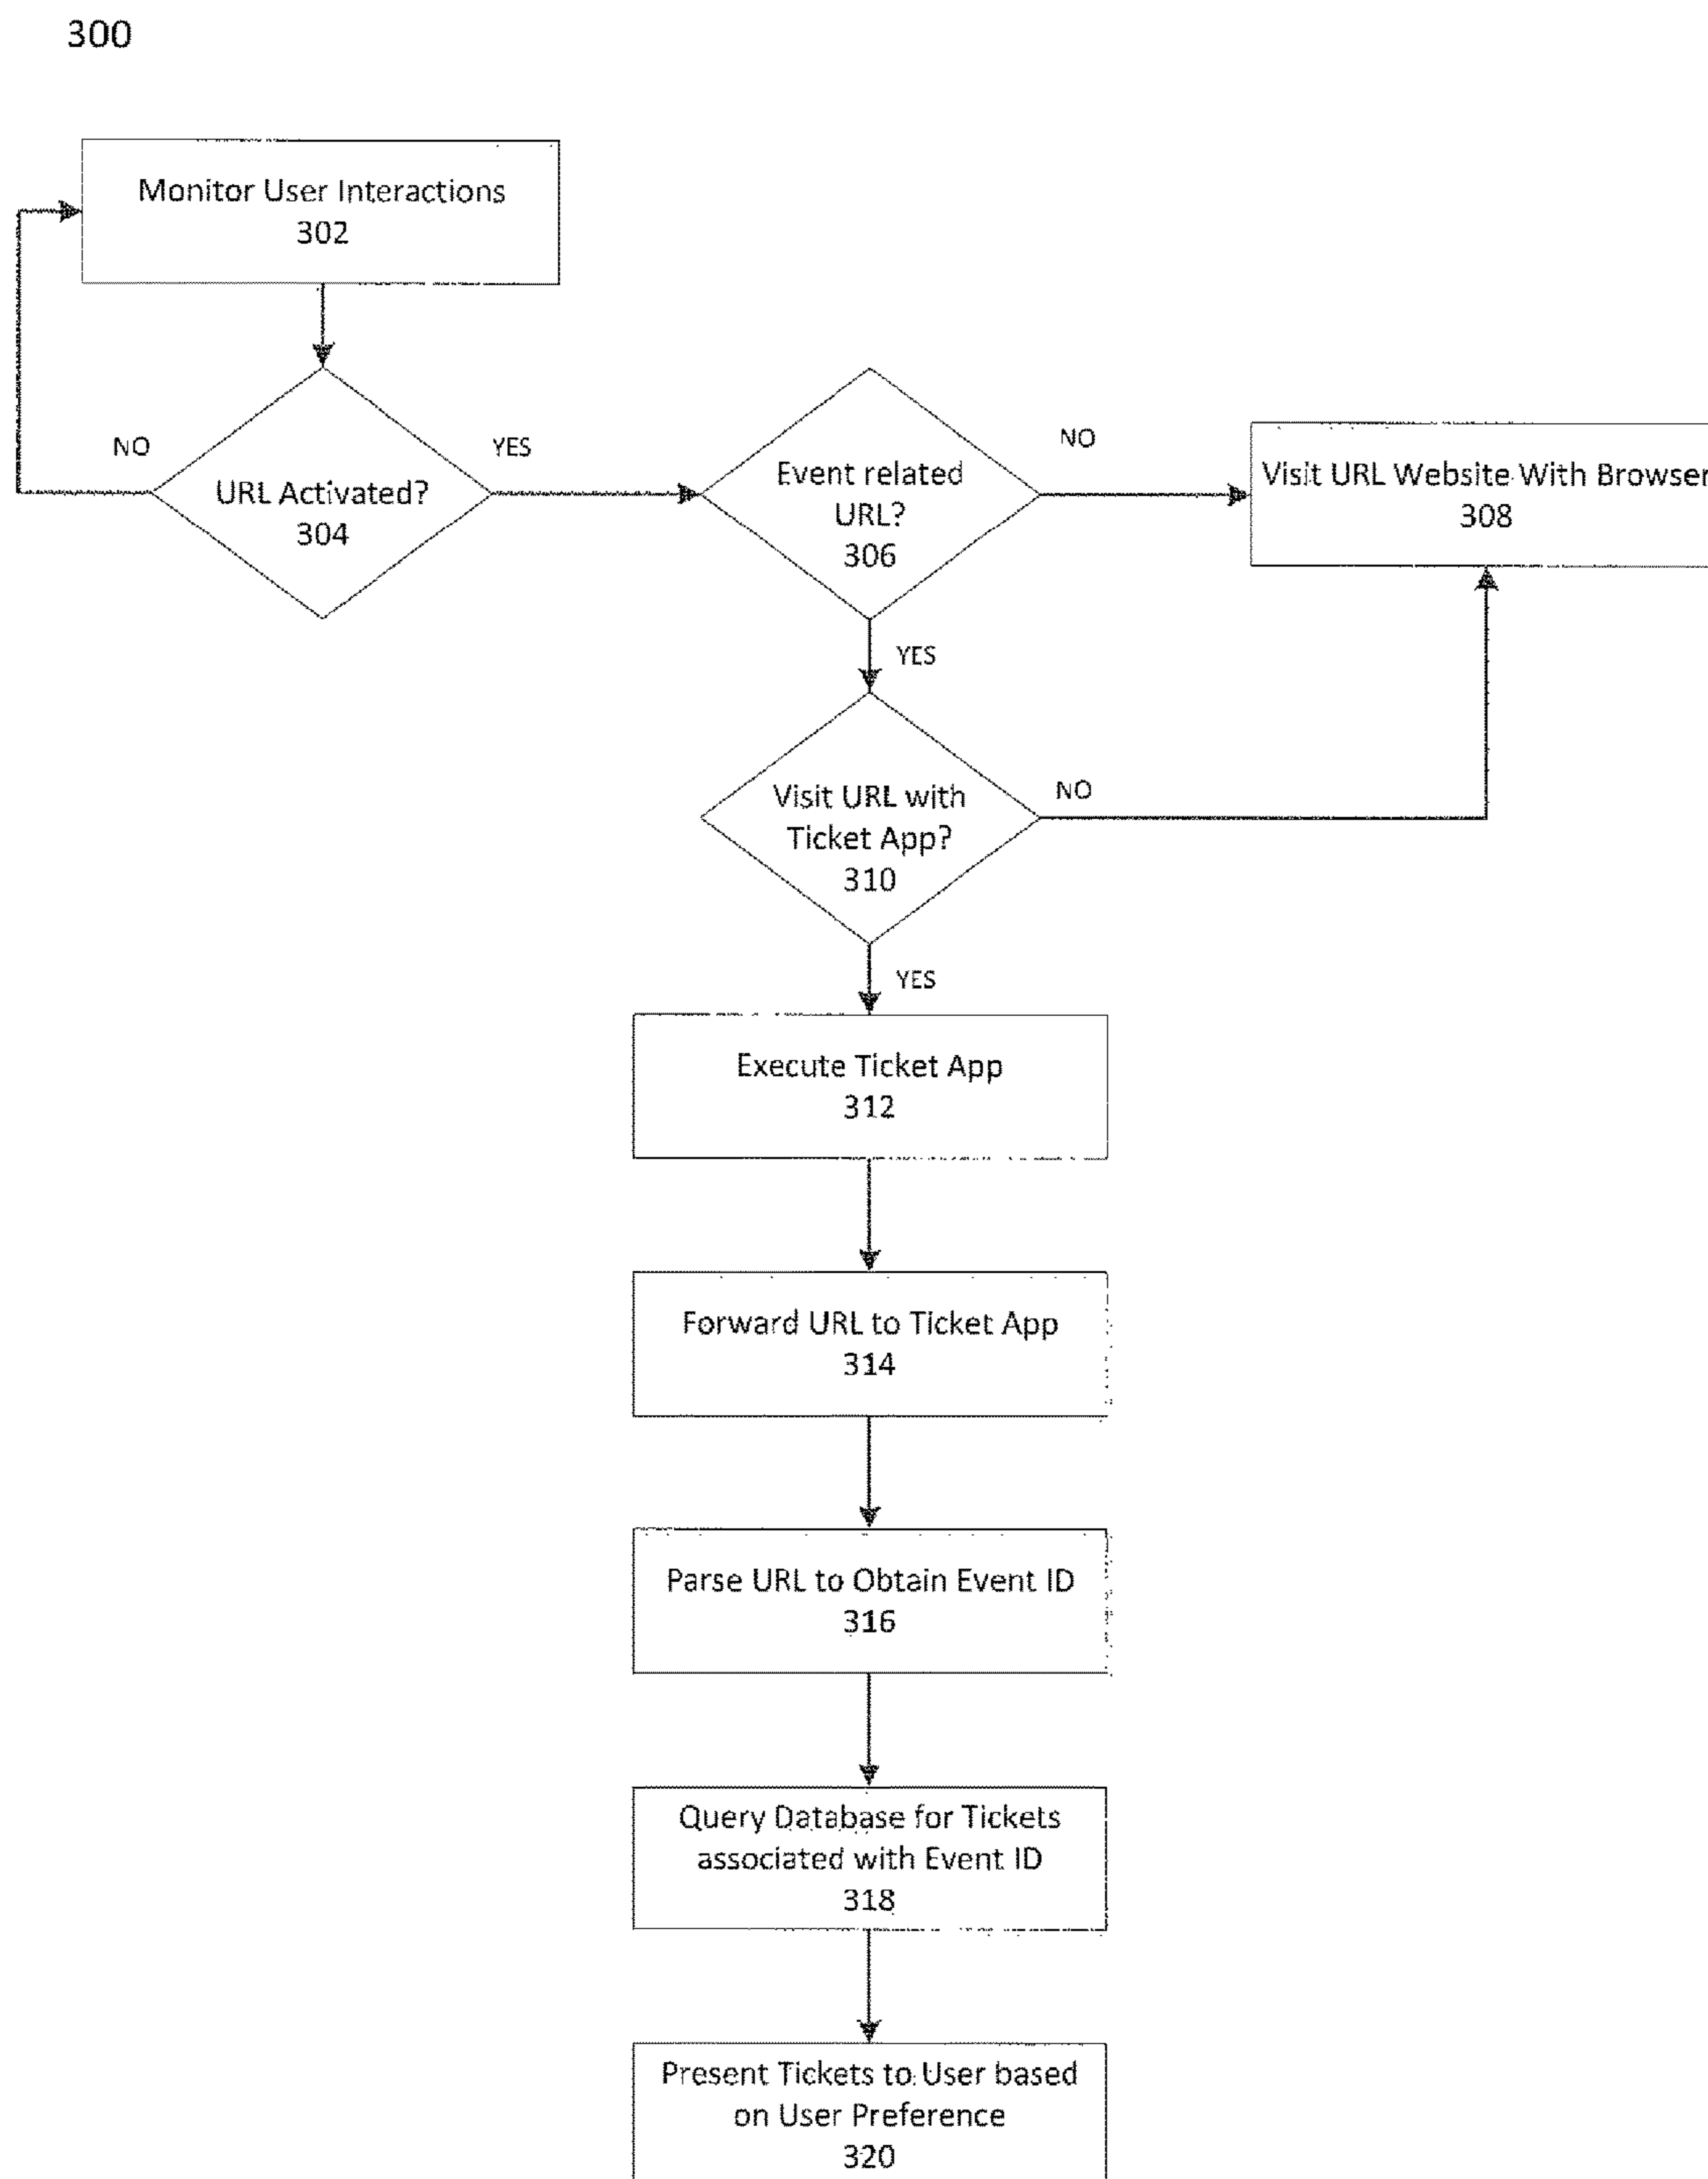 300
Monitor User Interactions
302
NO
YES
URL Activated?
304
Event related
URL?
306
NO
Visit URL Website With Browser
308
YES
Visit URL with
Ticket App?
310
NO
YES
Execute Ticket App
312
Forward URL to Ticket App
314
Parse URL to Obtain Event ID
316
Query Database for Tickets
associated with Event ID
318
Present Tickets to User based
on User Preference
320